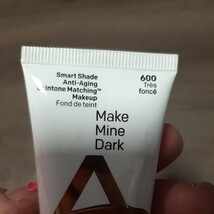 Smart Shade
Anti-Aging
Skintone Matching™
Makeup
Fond de teint
600
Très
foncé
Make
Mine
Dark